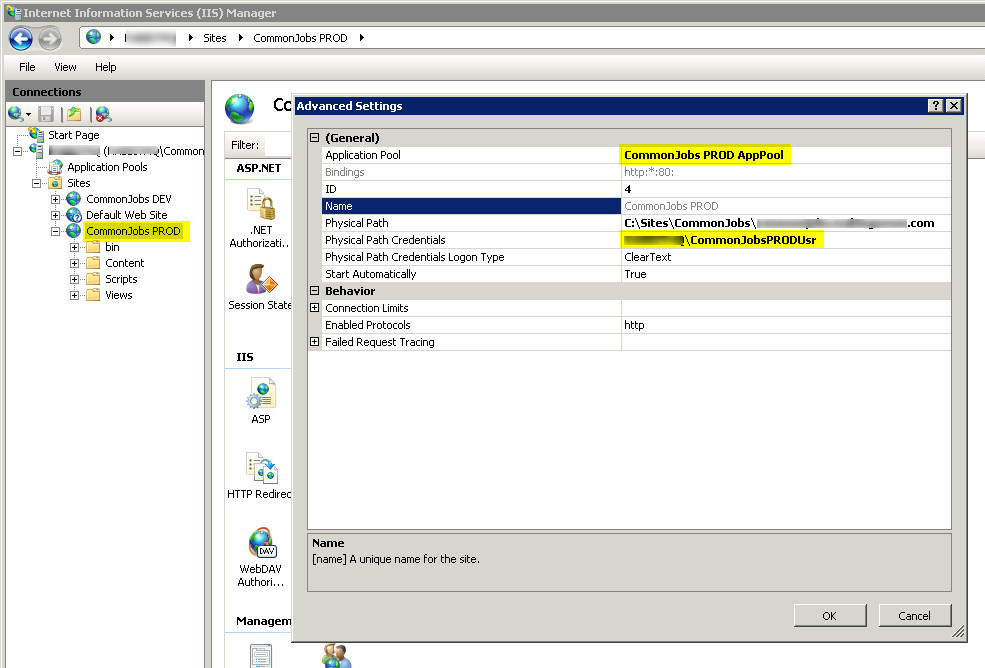 Internet Information Services (IIS) Manager
Sites CommonJobs PROD
File View Help
Connections
Start Page
\Common
Application Pools
Sites
CommonJobs DEV
Default Web Site
CommonJobs PROD
bin
Content
Scripts
Views
Co
Filter:
ASP.NET
.NET
Authorizati...
Session State
IIS
ASP
HTTP Redirec
DAV
WebDAV
Authori...
Managem
Advanced Settings
(General)
Application Pool CommonJobs PROD AppPool
Bindings http:*:80:
ID 4
Name CommonJobs PROD
Physical Path C:\Sites\CommonJobs\ .com
Physical Path Credentials \CommonJobsPRODUsr
Physical Path Credentials Logon Type ClearText
Start Automatically True
Behavior
Connection Limits
Enabled Protocols http
Failed Request Tracing
Name
[name] A unique name for the site.
OK Cancel